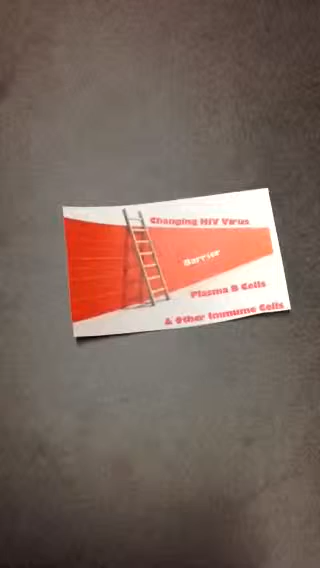 Changing HIV Virus
Barrier
Plasma B Cells
& Other Immune Cells